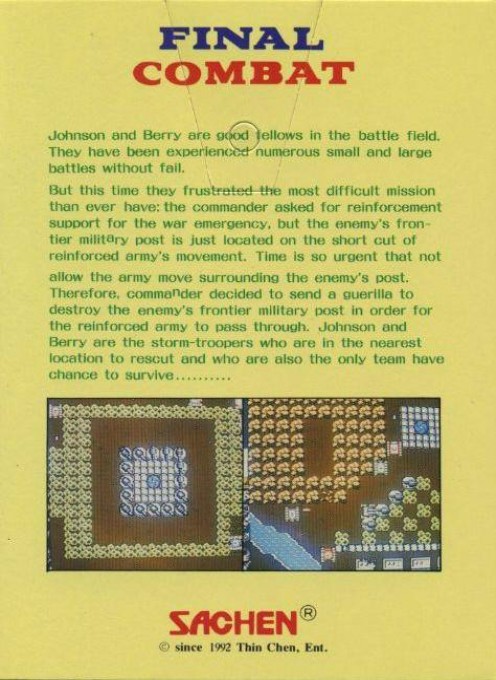 FINAL
COMBAT
Johnson and Berry are good fellows in the battle field.
They have been experienced numerous small and large
battles without fail.
But this time they frustrated the most difficult mission
than ever have: the commander asked for reinforcement
support for the war emergency, but the enemy's fron-
tier military post is just located on the short cut of
reinforced army's movement. Time is so urgent that not
allow the army move surrounding the enemy's post.
Therefore, commander decided to send a guerilla to
destroy the enemy's frontier military post in order for
the reinforced army to pass through. Johnson and
Berry are the storm-troopers who are in the nearest
location to rescut and who are also the only team have
chance to survive..........
SACHEN®
© since 1992 Thin Chen, Ent.